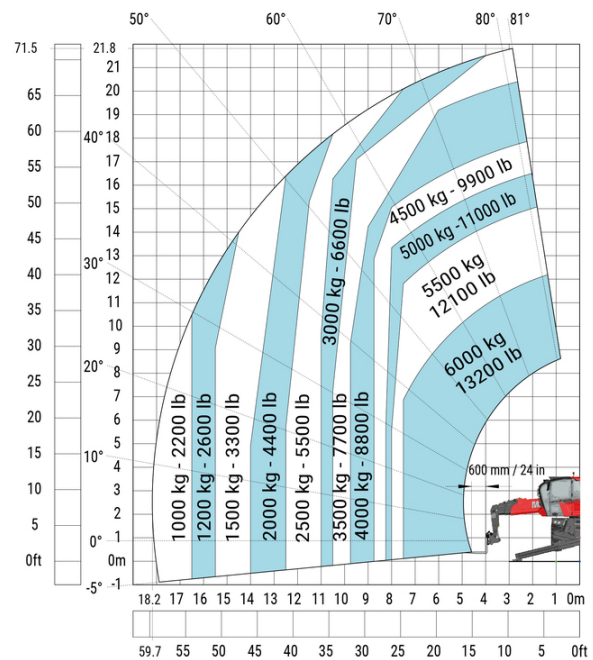 50° 60° 70° 80° 81°
71.5 21.8
21
65 20
19
60 40° 18
55 17
16
50 15
45 14
13
40 30° 12
35 11
30 10
9
25 20° 8
7
20 6
15 5
10° 4
10 3
2
5 0° 1
0ft 0m
-5° -1
4500 kg - 9900 lb
5000 kg -11000 lb
5500 kg
12100 lb
6000 kg
13200 lb
3000 kg - 6600 lb
1000 kg - 2200 lb
1200 kg - 2600 lb
1500 kg - 3300 lb
2000 kg - 4400 lb
2500 kg - 5500 lb
3500 kg - 7700 lb
4000 kg - 8800 lb
600 mm / 24 in
18.2 17 16 15 14 13 12 11 10 9 8 7 6 5 4 3 2 1 0m
59.7 55 50 45 40 35 30 25 20 15 10 5 0ft